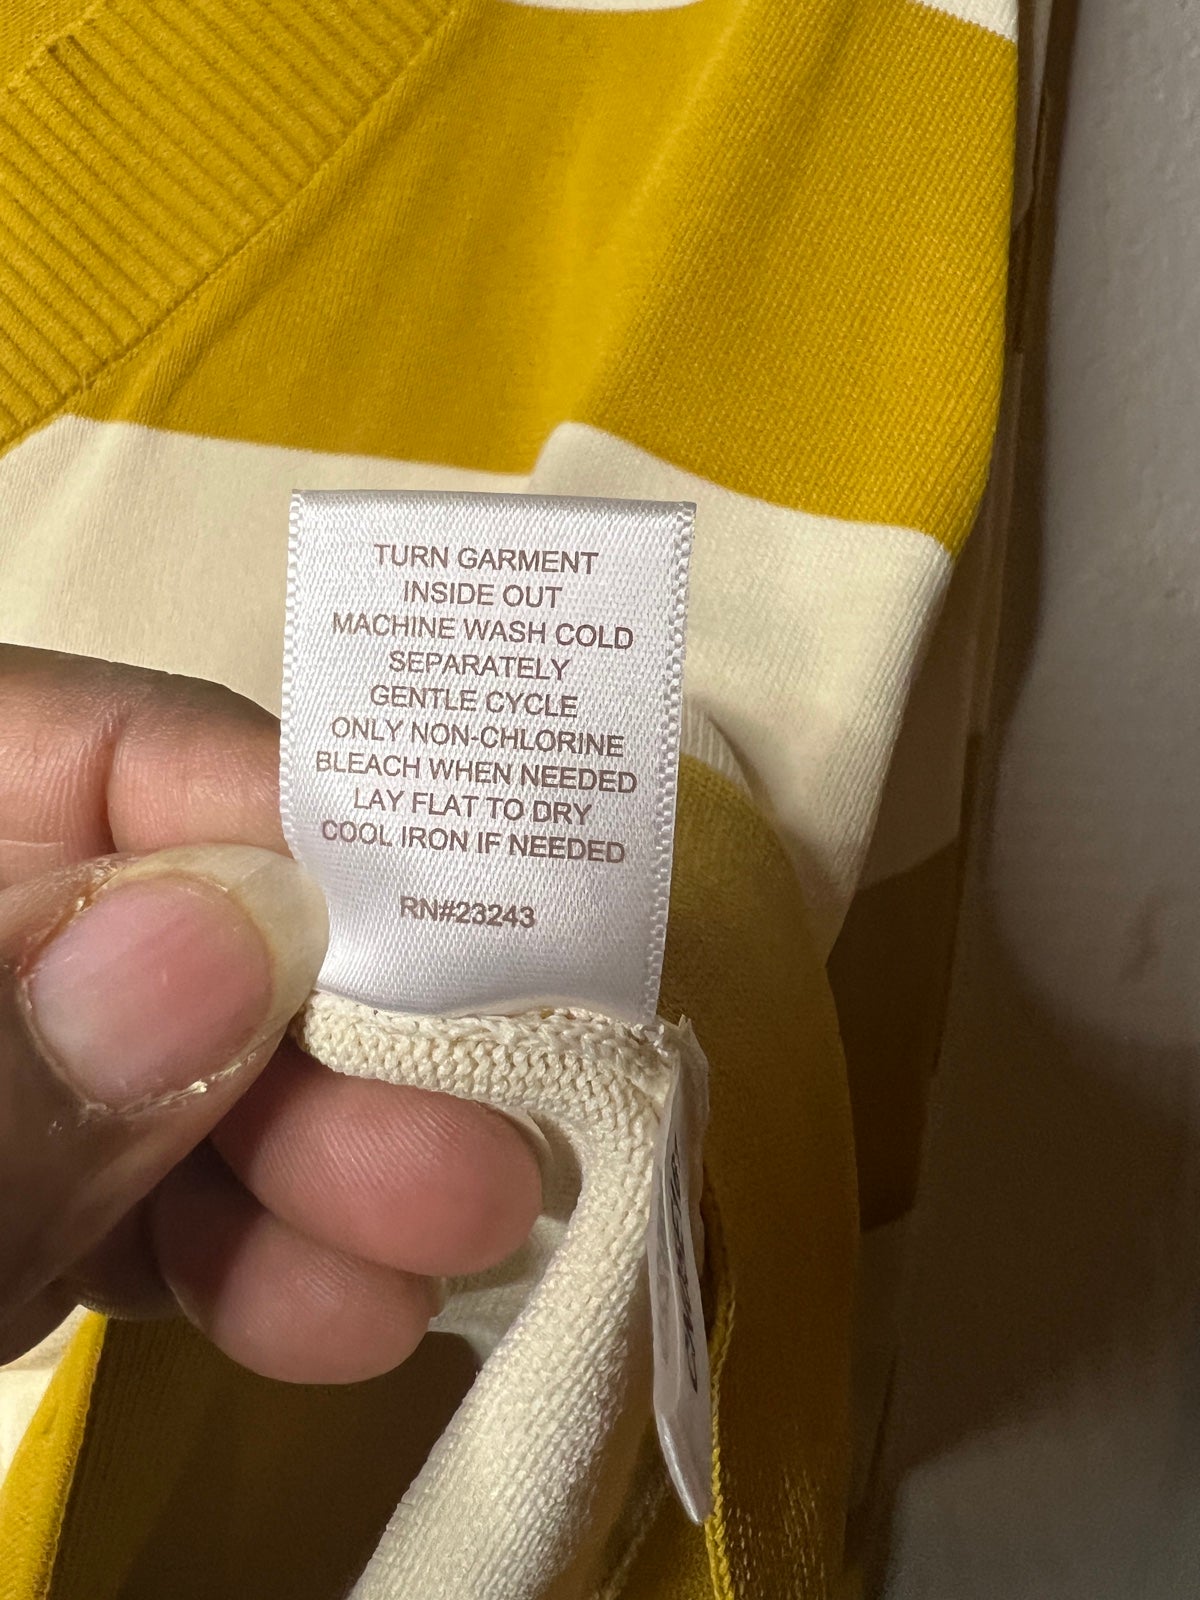 TURN GARMENT
INSIDE OUT
MACHINE WASH COLD
SEPARATELY
GENTLE CYCLE
ONLY NON-CHLORINE
BLEACH WHEN NEEDED
LAY FLAT TO DRY
COOL IRON IF NEEDED
RN#23243